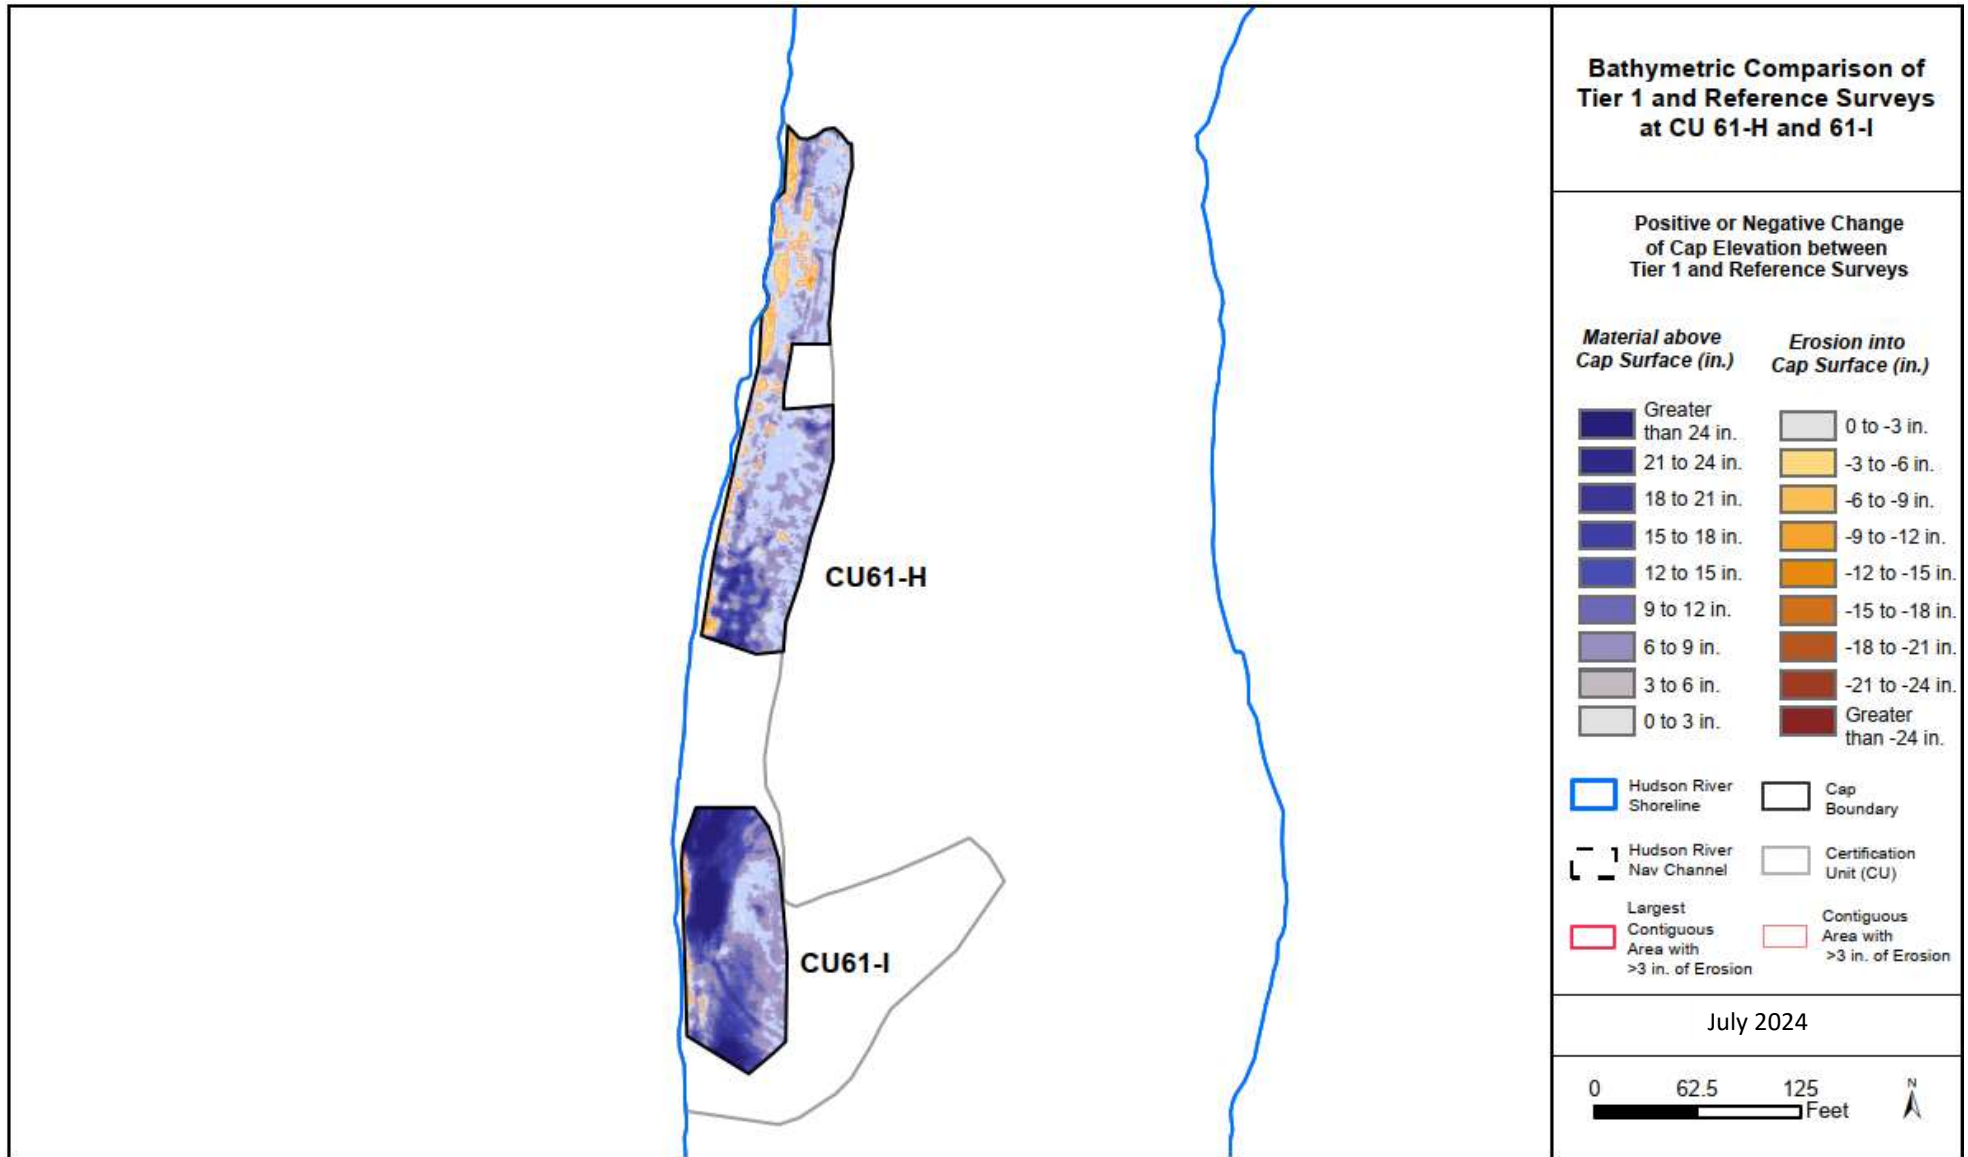 Bathymetric Comparison of
Tier 1 and Reference Surveys
at CU 61-H and 61-I
Positive or Negative Change
of Cap Elevation between
Tier 1 and Reference Surveys
Material above
Cap Surface (in.)
Greater
than 24 in.
21 to 24 in.
18 to 21 in.
15 to 18 in.
12 to 15 in.
9 to 12 in.
6 to 9 in.
3 to 6 in.
0 to 3 in.
Erosion into
Cap Surface (in.)
0 to -3 in.
-3 to -6 in.
-6 to -9 in.
-9 to -12 in.
-12 to -15 in.
-15 to -18 in.
-18 to -21 in.
-21 to -24 in.
Greater
than -24 in.
Hudson River
Shoreline
Cap
Boundary
Hudson River
Nav Channel
Certification
Unit (CU)
Largest
Contiguous
Area with
>3 in. of Erosion
Contiguous
Area with
>3 in. of Erosion
July 2024
0 62.5 125
Feet
N
CU61-H
CU61-I